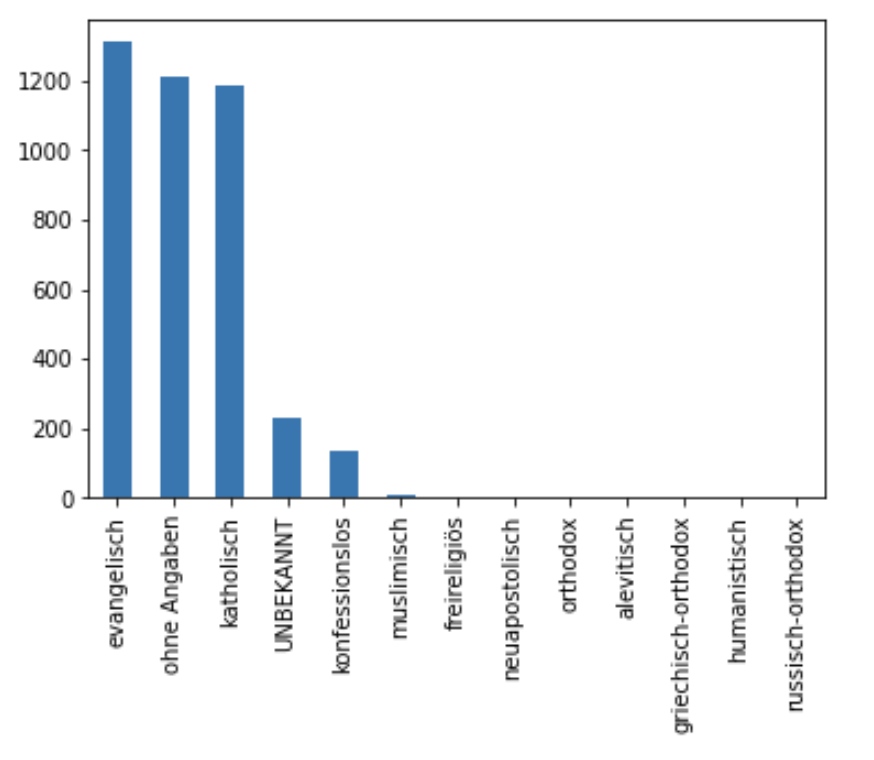 1200
1000
800
600
400
200
0
evangelisch
ohne Angaben
katholisch
UNBEKANNT
konfessionslos
muslimisch
freireligiös
neuapostolisch
orthodox
alevitisch
griechisch-orthodox
humanistisch
russisch-orthodox